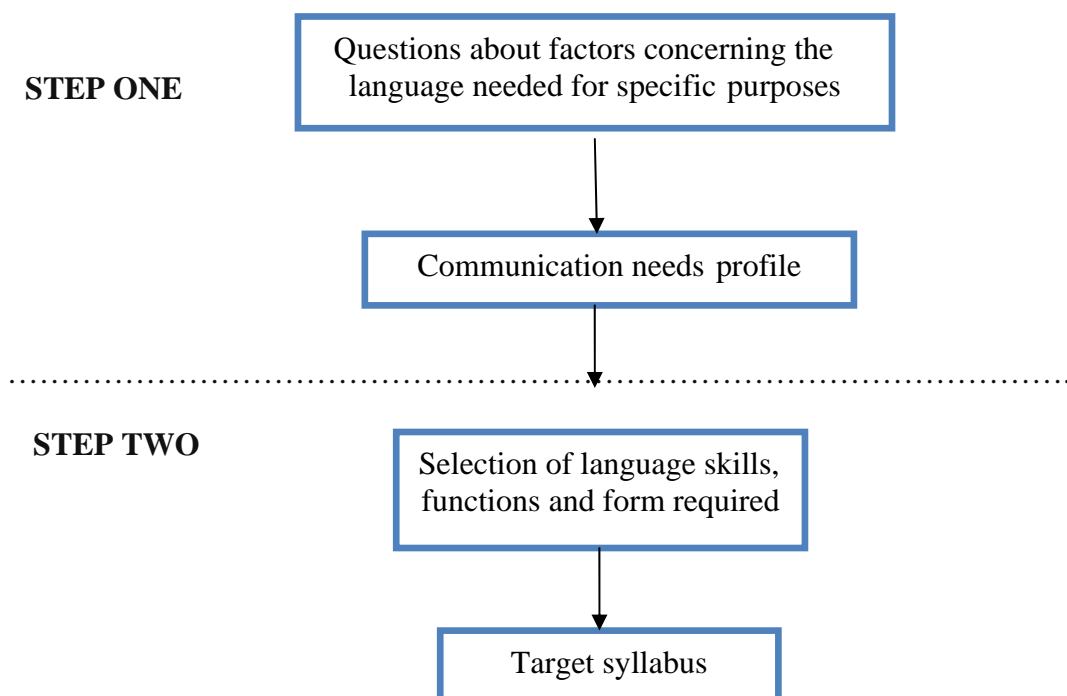 Questions about factors concerning the
STEP ONE
language needed for specific purposes
Communication needs profile
STEP TWO
Selection of language skills,
functions and form required
Target syllabus